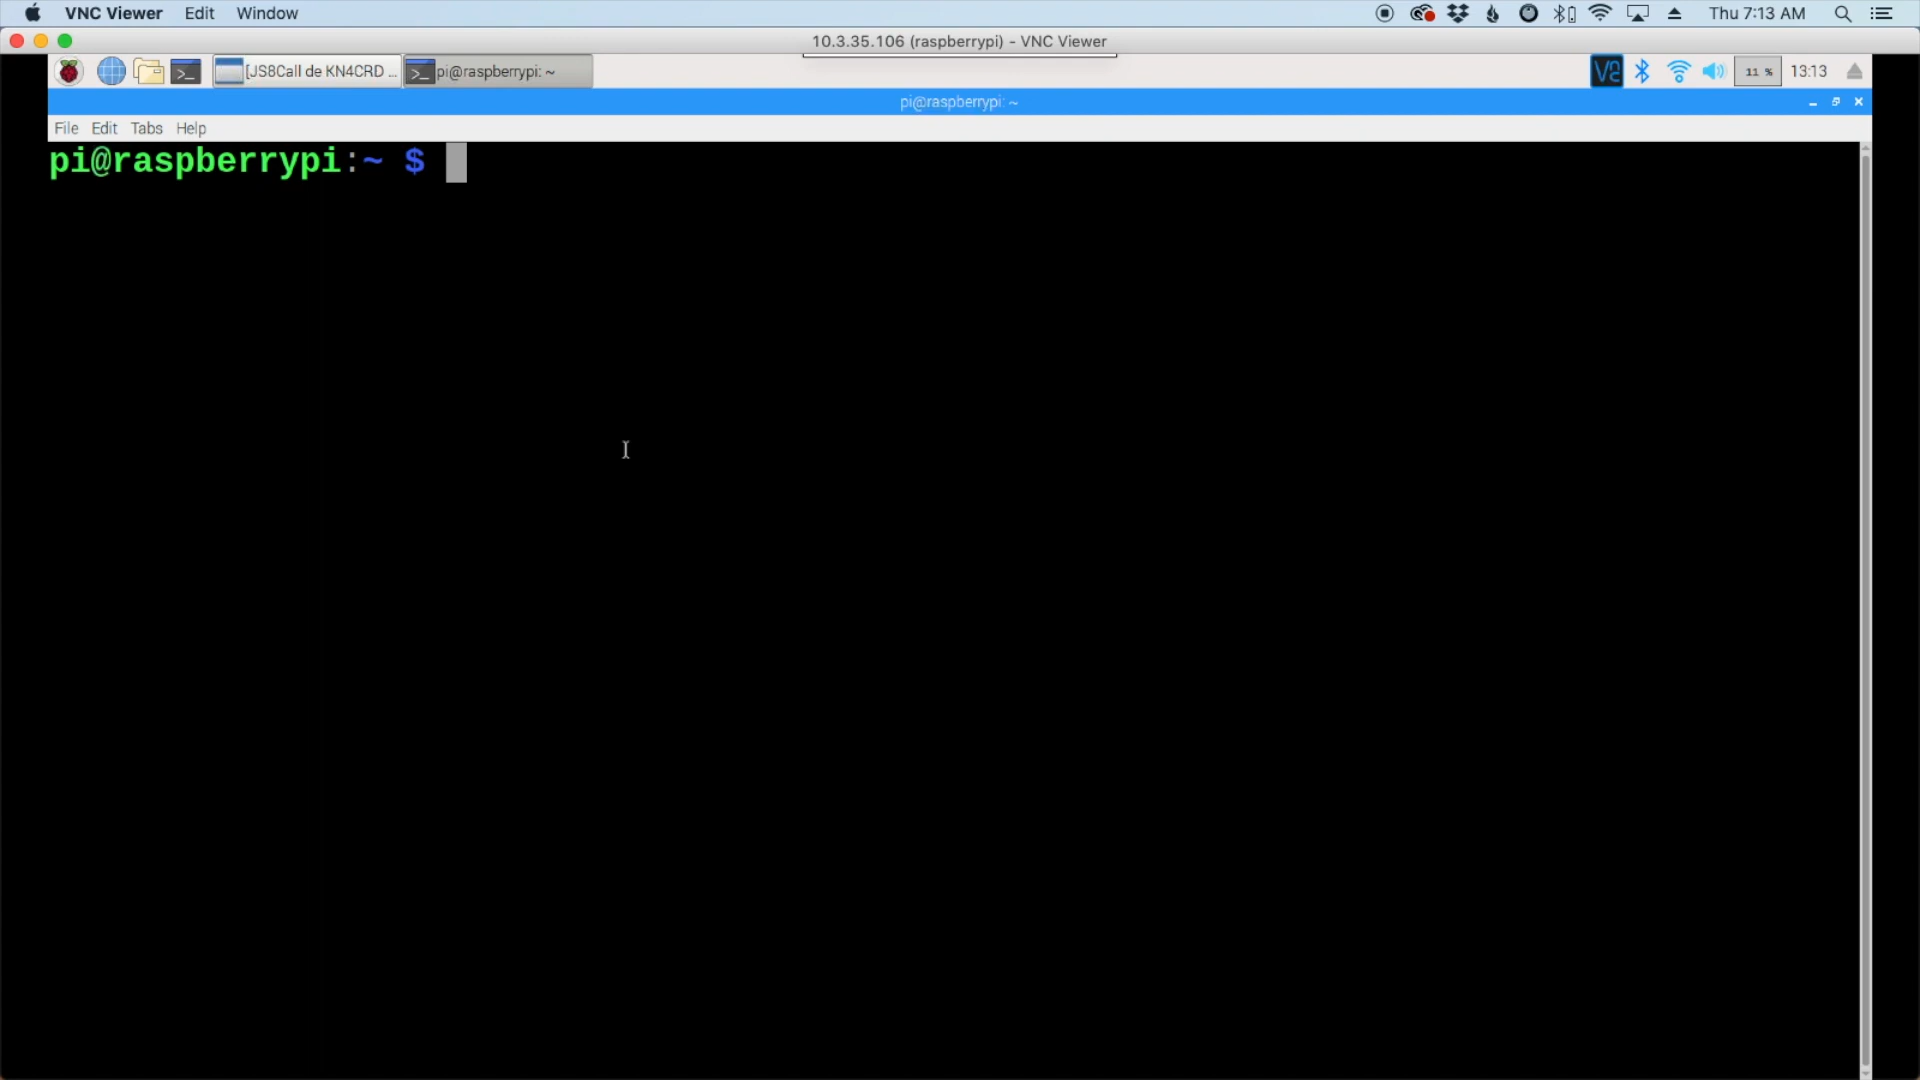 VNC Viewer Edit Window Thu 7:13 AM
10.3.35.106 (raspberrypi) - VNC Viewer
[JS8Call de KN4CRD ... pi@raspberrypi: ~ 11 % 13:13
pi@raspberrypi: ~
File Edit Tabs Help
pi@raspberrypi:~ $